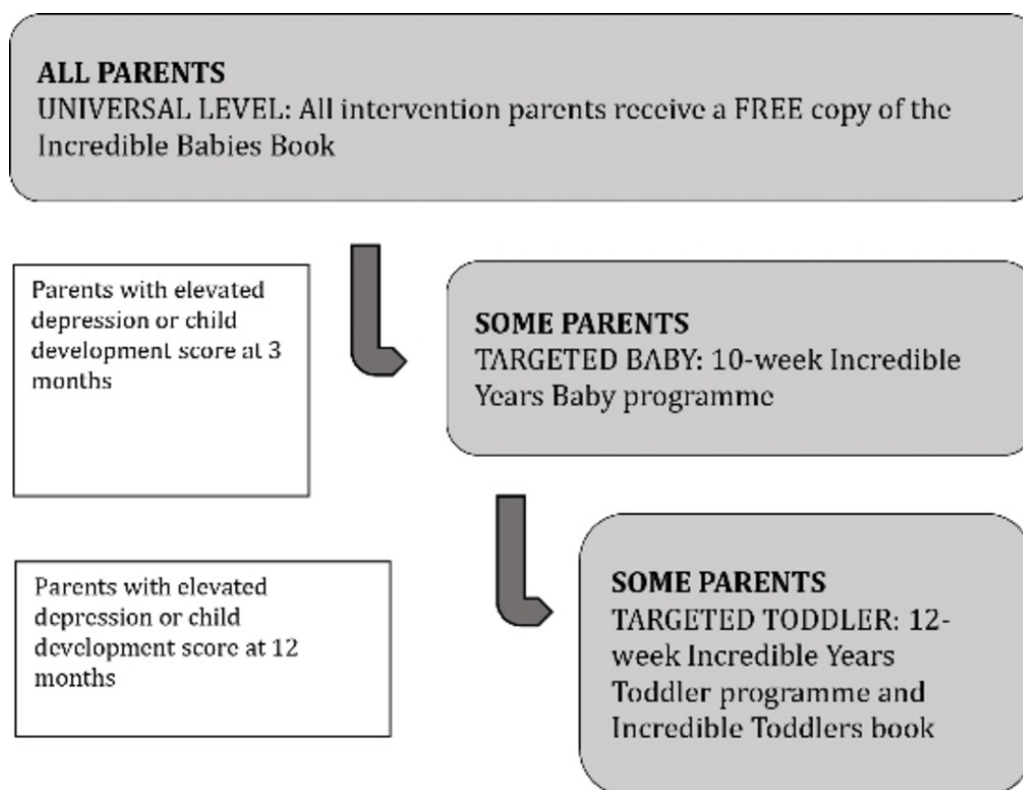 ALL PARENTS
UNIVERSAL LEVEL: All intervention parents receive a FREE copy of the
Incredible Babies Book
Parents with elevated
depression or child
development score at 3
months
SOME PARENTS
TARGETED BABY: 10-week Incredible
Years Baby programme
Parents with elevated
depression or child
development score at 12
months
SOME PARENTS
TARGETED TODDLER: 12-
week Incredible Years
Toddler programme and
Incredible Toddlers book